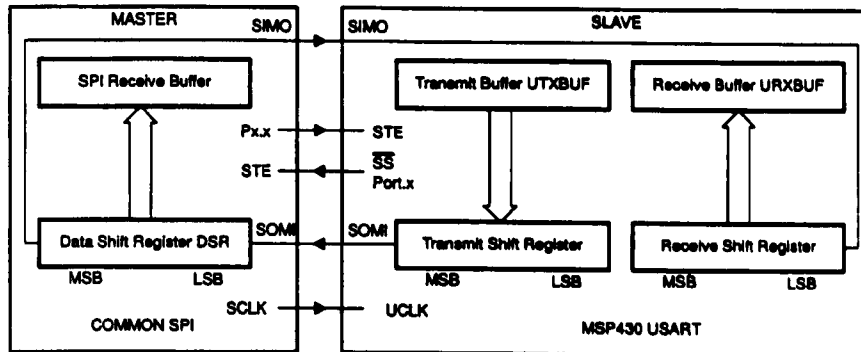 MASTER
SIMO
SIMO
SLAVE
SPI Receive Buffer
Transmit Buffer UTXBUF
Receive Buffer URXBUF
Px.x
STE
STE
SS
Port.x
SOMI
SOMI
Data Shift Register DSR
Transmit Shift Register
Receive Shift Register
MSB
LSB
MSB
LSB
MSB
LSB
SCLK
UCLK
COMMON SPI
MSP430 USART